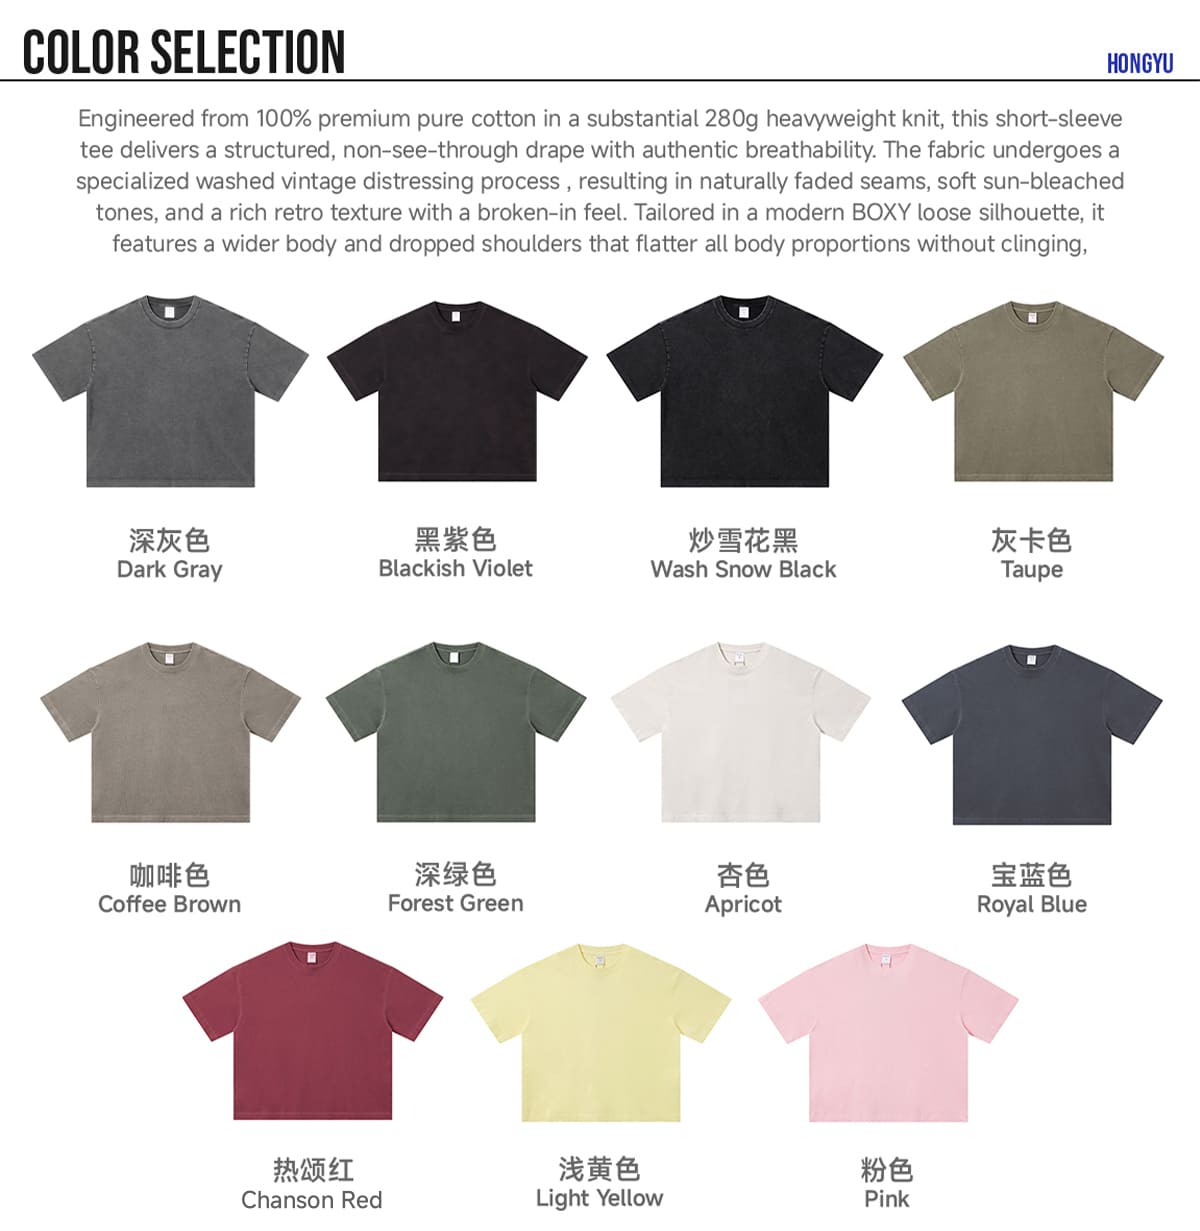 COLOR SELECTION
HONGYU
Engineered from 100% premium pure cotton in a substantial 280g heavyweight knit, this short-sleeve
tee delivers a structured, non-see-through drape with authentic breathability. The fabric undergoes a
specialized washed vintage distressing process , resulting in naturally faded seams, soft sun-bleached
tones, and a rich retro texture with a broken-in feel. Tailored in a modern BOXY loose silhouette, it
features a wider body and dropped shoulders that flatter all body proportions without clinging,
深灰色
Dark Gray
黑紫色
Blackish Violet
炒雪花黑
Wash Snow Black
灰卡色
Taupe
咖啡色
Coffee Brown
深绿色
Forest Green
杏色
Apricot
宝蓝色
Royal Blue
热颂红
Chanson Red
浅黄色
Light Yellow
粉色
Pink